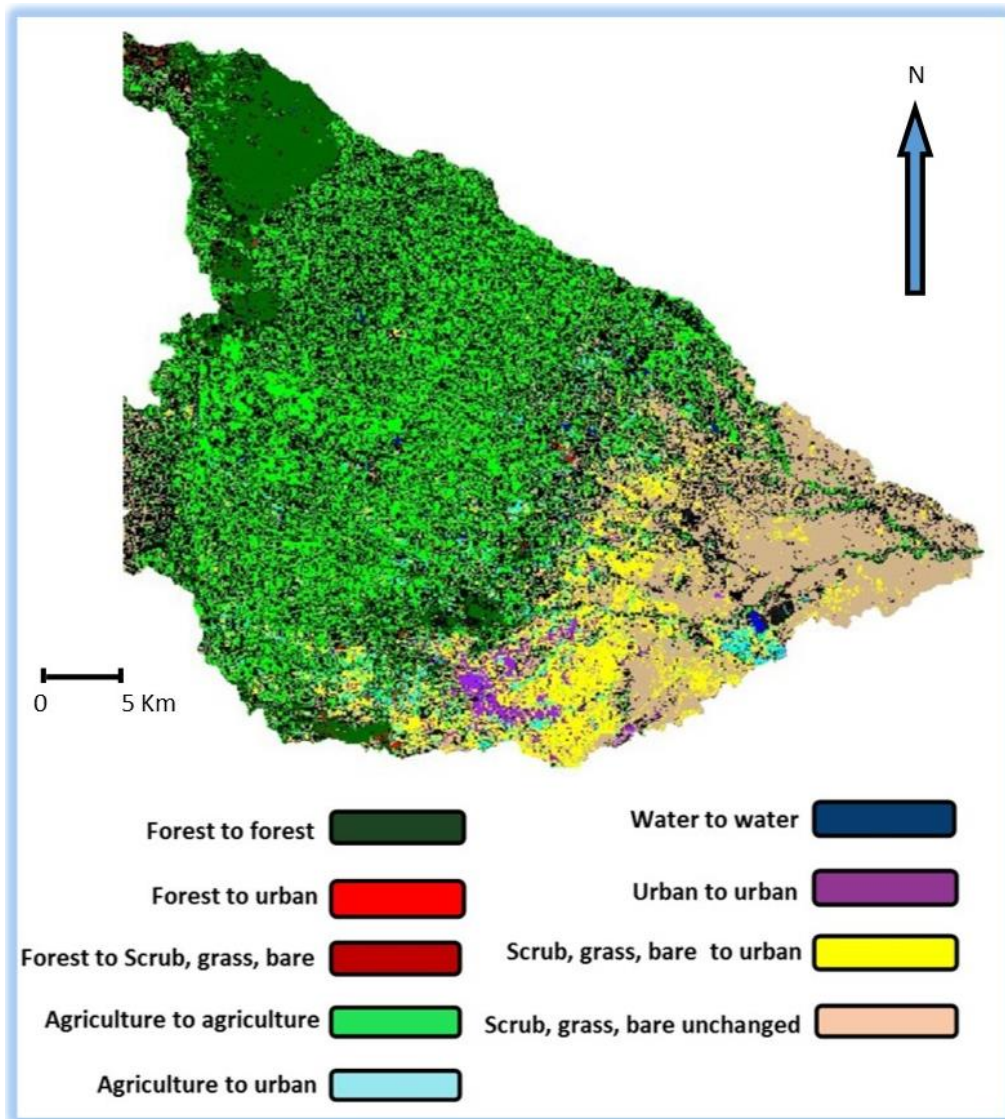 N
0 5 Km
Forest to forest
Forest to urban
Forest to Scrub, grass, bare
Agriculture to agriculture
Agriculture to urban
Water to water
Urban to urban
Scrub, grass, bare to urban
Scrub, grass, bare unchanged